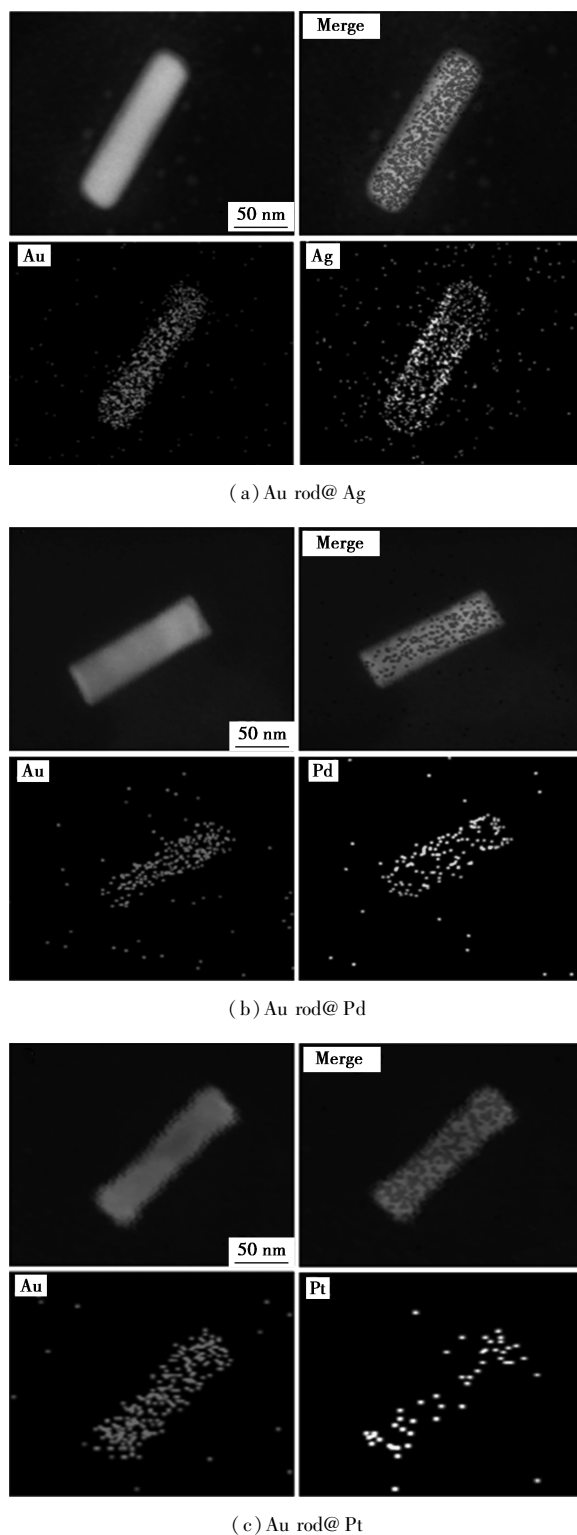 Merge
50 nm
Au
Ag
( a ) Au rod@ Ag
Merge
50 nm
Au
Pd
( b ) Au rod@ Pd
Merge
50 nm
Au
Pt
( c ) Au rod@ Pt